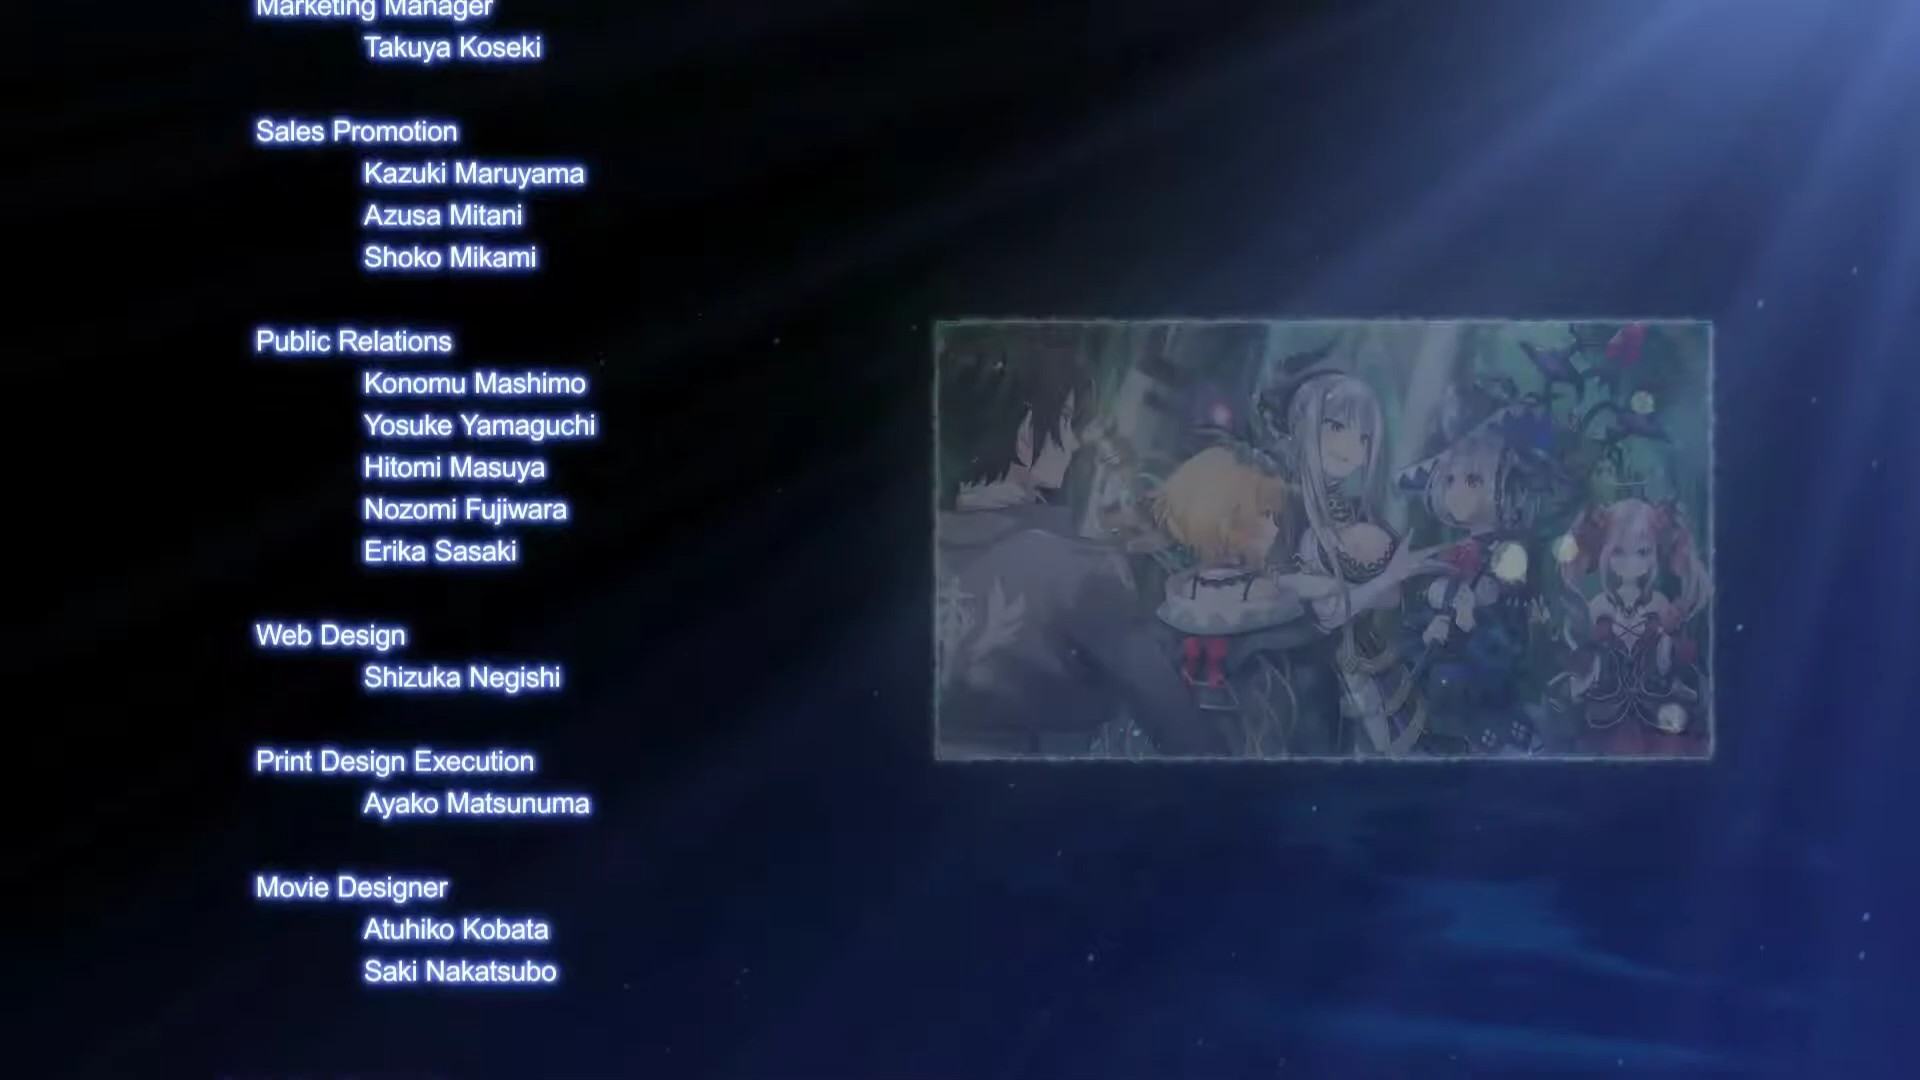 Marketing Manager
Takuya Koseki
Sales Promotion
Kazuki Maruyama
Azusa Mitani
Shoko Mikami
Public Relations
Konomu Mashimo
Yosuke Yamaguchi
Hitomi Masuya
Nozomi Fujiwara
Erika Sasaki
Web Design
Shizuka Negishi
Print Design Execution
Ayako Matsunuma
Movie Designer
Atuhiko Kobata
Saki Nakatsubo